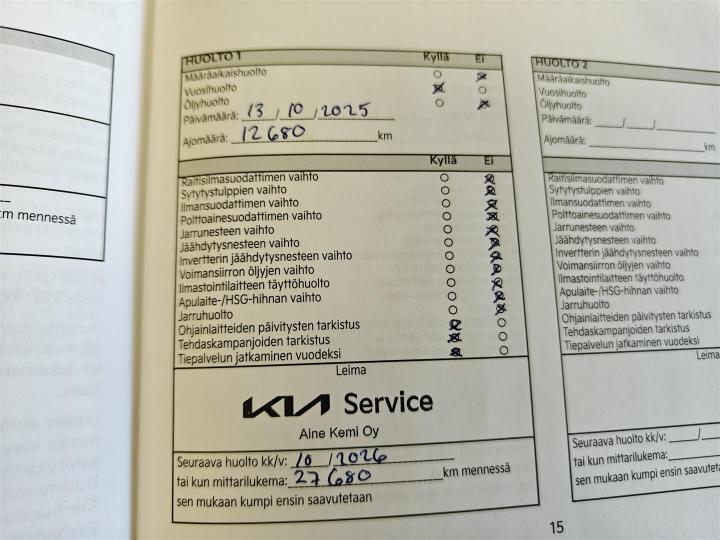 :m mennessä
HUOLTO 1 Kyllä Ei
Määräaikaishuolto
Vuosihuolto
Öljyhuolto
Päivämäärä: 13 / 10 / 2025
Ajomäärä: 12680 km
Kyllä Ei
Raitisilmasuodattimen vaihto
Sytytystulppien vaihto
Ilmansuodattimen vaihto
Polttoainesuodattimen vaihto
Jarrunesteen vaihto
Jäähdytysnesteen vaihto
Invertterin jäähdytysnesteen vaihto
Voimansiirron öljyjen vaihto
Ilmastointilaitteen täyttöhuolto
Apulaite-/HSG-hihnan vaihto
Jarruhuolto
Ohjainlaitteiden päivitysten tarkistus
Tehdaskampanjoiden tarkistus
Tiepalvelun jatkaminen vuodeksi
Leima
KIA Service
Aine Kemi Oy
Seuraava huolto kk/v: 10 / 2026
tai kun mittarilukema: 27680 km mennessä
sen mukaan kumpi ensin saavutetaan
HUOLTO 2
Määräaikaishuolto
Vuosihuolto
Öljyhuolto
Päivämäärä: / /
Ajomäärä: km
Raitisilmasuodattimen vaihto
Sytytystulppien vaihto
Ilmansuodattimen vaihto
Polttoainesuodattimen vaihto
Jarrunesteen vaihto
Jäähdytysnesteen vaihto
Invertterin jäähdytysnesteen vaihto
Voimansiirron öljyjen vaihto
Ilmastointilaitteen täyttöhuolto
Apulaite-/HSG-hihnan vaihto
Jarruhuolto
Ohjainlaitteiden päivitysten tarkistus
Tehdaskampanjoiden tarkistus
Tiepalvelun jatkaminen vuodeksi
Leima
Seuraava huolto kk/v: /
tai kun mittarilukema:
sen mukaan kumpi ensin saavutetaan
15